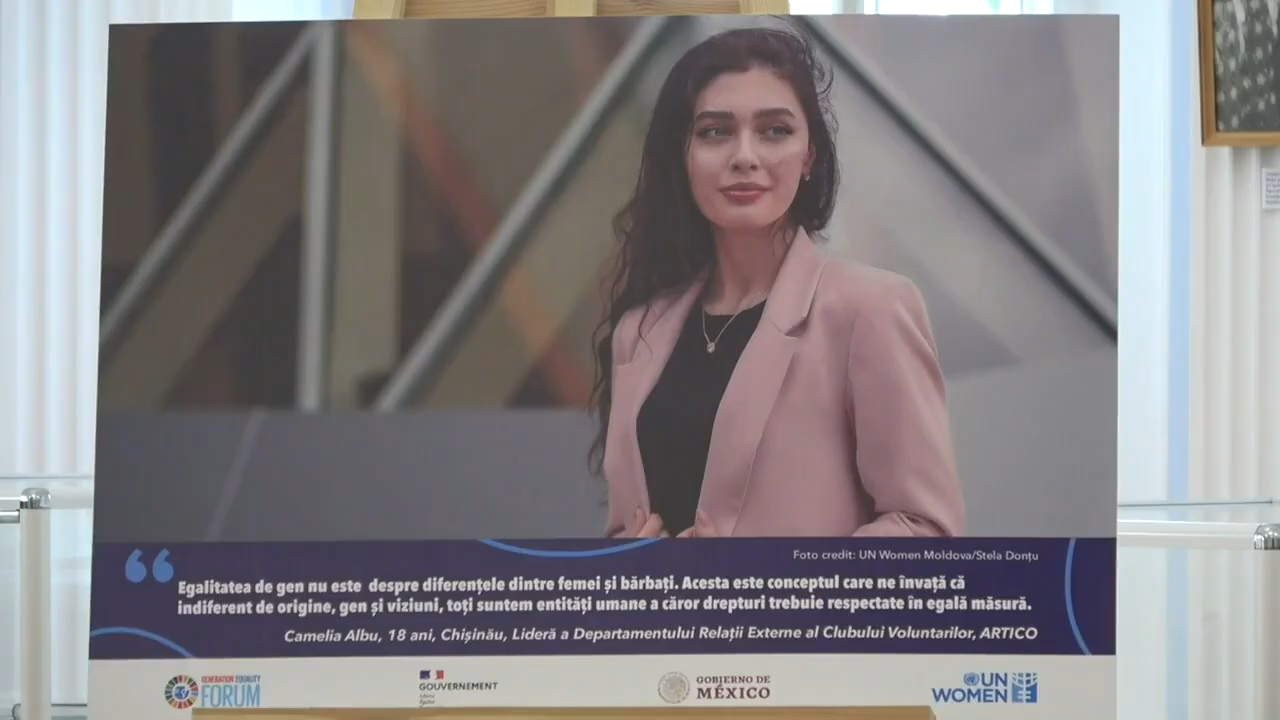 Foto credit: UN Women Moldova/Stela Donțu
Egalitatea de gen nu este despre diferențele dintre femei și bărbați. Acesta este conceptul care ne învață că
indiferent de origine, gen și viziuni, toți suntem entități umane a căror drepturi trebuie respectate în egală măsură.
Camelia Albu, 18 ani, Chișinău, Lideră a Departamentului Relații Externe al Clubului Voluntarilor, ARTICO
GENERATION EQUALITY
FORUM
GOUVERNEMENT
GOBIERNO DE
MÉXICO
UN
WOMEN